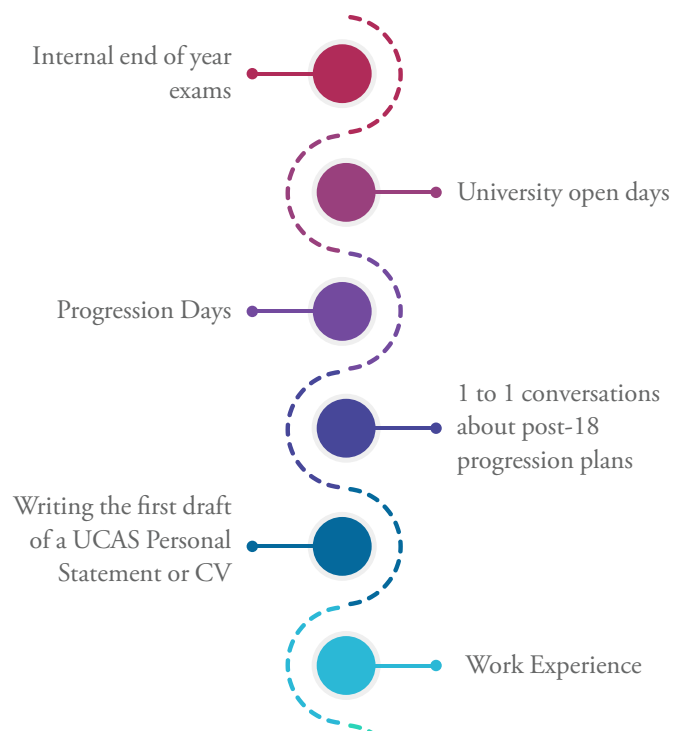 Internal end of year
exams
University open days
Progression Days
1 to 1 conversations
about post-18
progression plans
Writing the first draft
of a UCAS Personal
Statement or CV
Work Experience